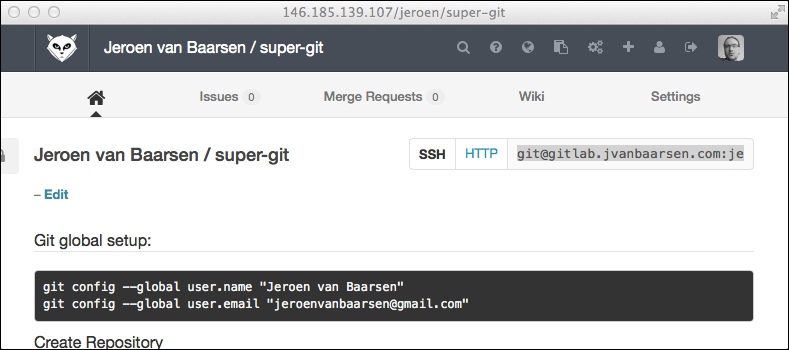 146.185.139.107/jeroen/super-git
Jeroen van Baarsen / super-git
Issues 0 Merge Requests 0 Wiki Settings
Jeroen van Baarsen / super-git SSH HTTP git@gitlab.jvanbaarsen.com:je
– Edit
Git global setup:
git config --global user.name "Jeroen van Baarsen"
git config --global user.email "jeroenvanbaarsen@gmail.com"
Create Repository